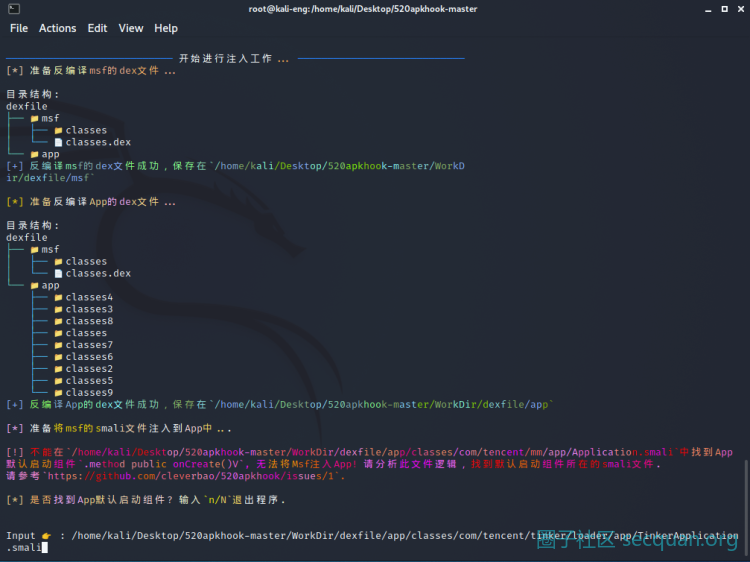 root@kali-eng:/home/kali/Desktop/520apkhook-master
File Actions Edit View Help
开始进行注入工作 ...
[*] 准备反编译msf的dex文件 ...
目录结构:
dexfile
msf
classes
classes.dex
app
[+] 反编译msf的dex文件成功,保存在`/home/kali/Desktop/520apkhook-master/WorkD
ir/dexfile/msf`
[*] 准备反编译App的dex文件 ...
目录结构:
dexfile
msf
classes
classes.dex
app
classes4
classes3
classes8
classes
classes7
classes6
classes2
classes5
classes9
[+] 反编译App的dex文件成功,保存在`/home/kali/Desktop/520apkhook-master/WorkDir/dexfile/app`
[*] 准备将msf的smali文件注入到App中 ...
[!] 不能在`/home/kali/Desktop/520apkhook-master/WorkDir/dexfile/app/classes/com/tencent/mm/app/Application.smali`中找到App
默认启动组件`.method public onCreate()V`, 无法将Msf注入App! 请分析此文件逻辑,找到默认启动组件所在的smali文件.
请参考`https://github.com/cleverbao/520apkhook/issues/1`.
[*] 是否找到App默认启动组件? 输入`n/N`退出程序.
Input 👉 : /home/kali/Desktop/520apkhook-master/WorkDir/dexfile/app/classes/com/tencent/tinker/loader/app/TinkerApplication
.smali
圈子社区 secquan.org